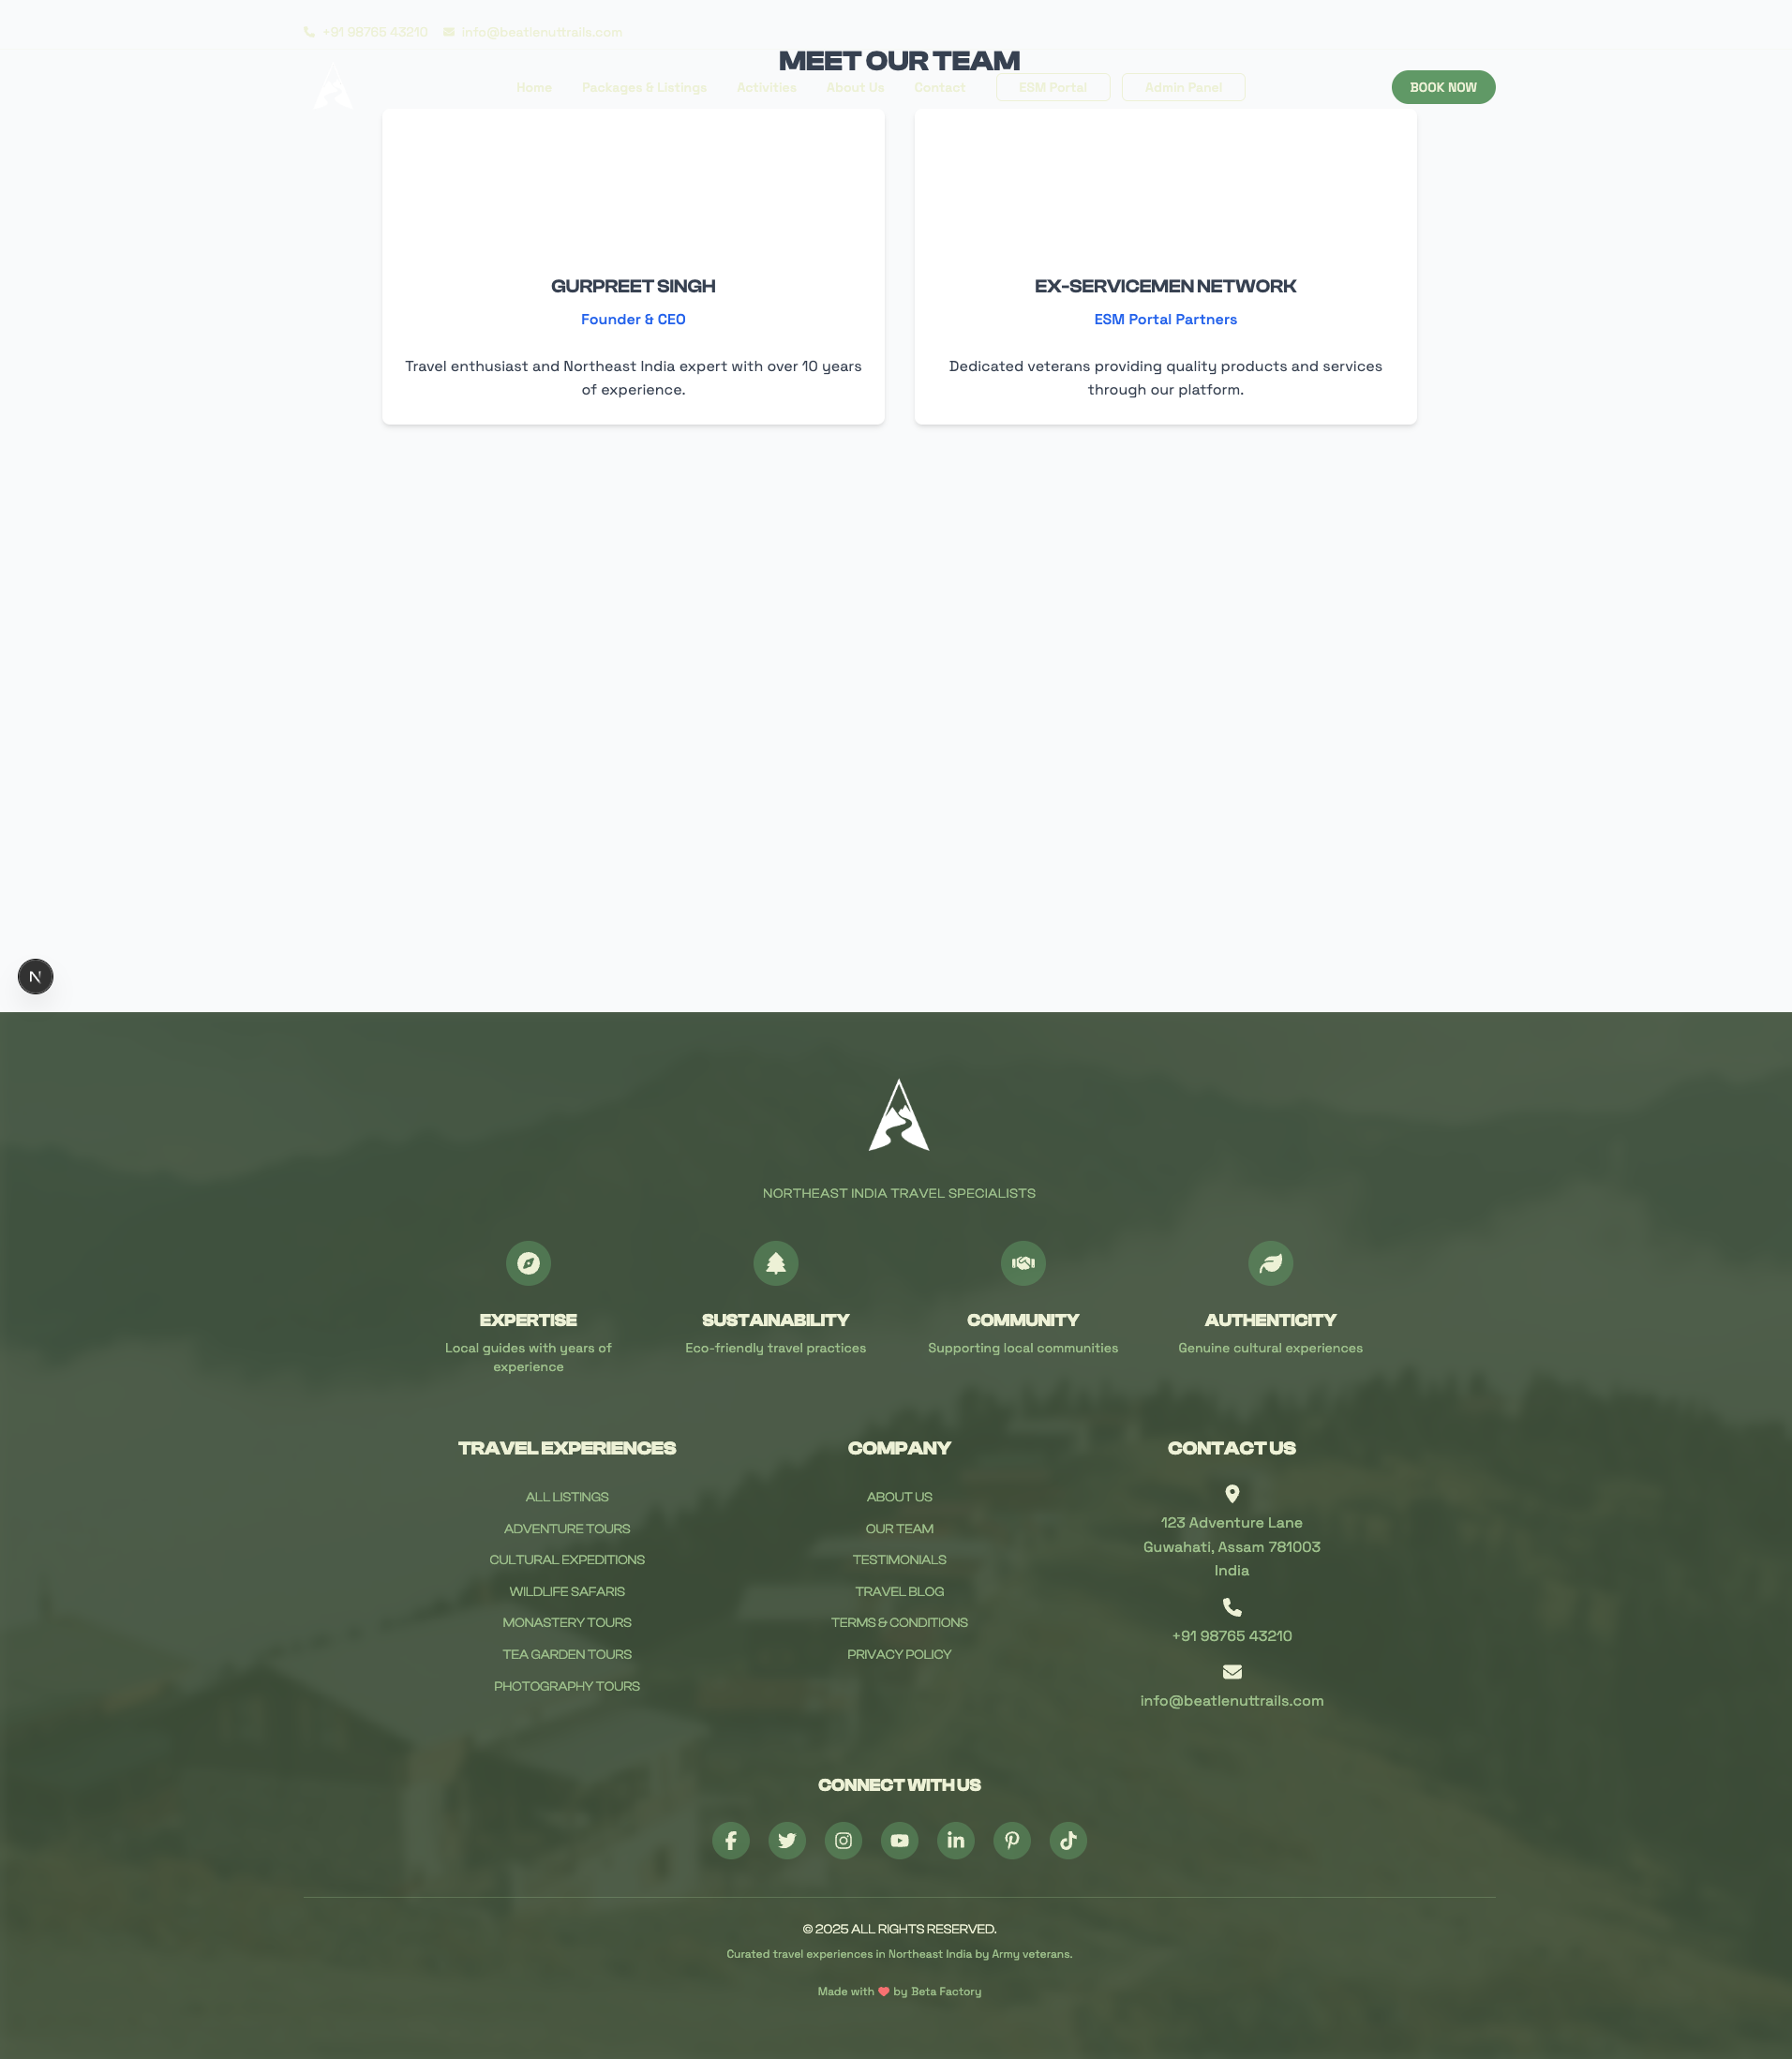 +91 98765 43210 info@beatlenuttrails.com
MEET OUR TEAM
Home Packages & Listings Activities About Us Contact ESM Portal Admin Panel BOOK NOW
GURPREET SINGH
Founder & CEO
Travel enthusiast and Northeast India expert with over 10 years
of experience.
EX-SERVICEMEN NETWORK
ESM Portal Partners
Dedicated veterans providing quality products and services
through our platform.
N
NORTHEAST INDIA TRAVEL SPECIALISTS
EXPERTISE
Local guides with years of
experience
SUSTAINABILITY
Eco-friendly travel practices
COMMUNITY
Supporting local communities
AUTHENTICITY
Genuine cultural experiences
TRAVEL EXPERIENCES
ALL LISTINGS
ADVENTURE TOURS
CULTURAL EXPEDITIONS
WILDLIFE SAFARIS
MONASTERY TOURS
TEA GARDEN TOURS
PHOTOGRAPHY TOURS
COMPANY
ABOUT US
OUR TEAM
TESTIMONIALS
TRAVEL BLOG
TERMS & CONDITIONS
PRIVACY POLICY
CONTACT US
123 Adventure Lane
Guwahati, Assam 781003
India
+91 98765 43210
info@beatlenuttrails.com
CONNECT WITH US
© 2025 ALL RIGHTS RESERVED.
Curated travel experiences in Northeast India by Army veterans.
Made with ❤ by Beta Factory